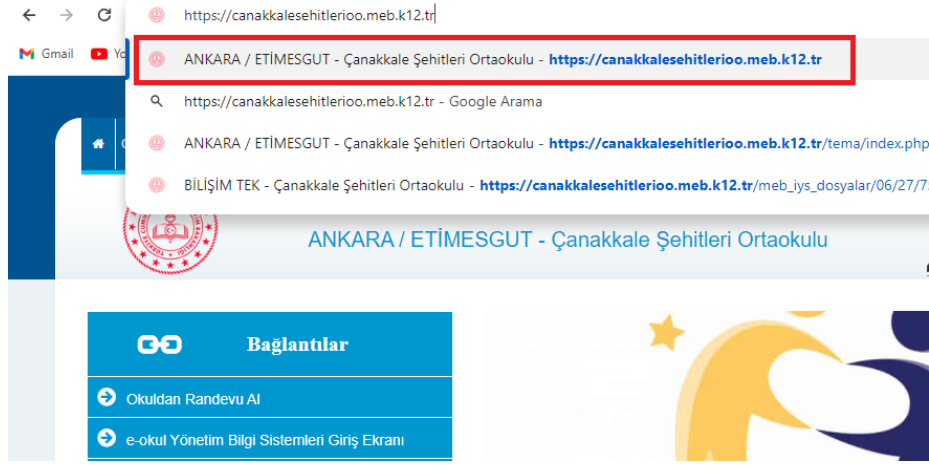 https://canakkalesehitlerioo.meb.k12.tr
Gmail
ANKARA / ETİMESGUT - Çanakkale Şehitleri Ortaokulu - https://canakkalesehitlerioo.meb.k12.tr
https://canakkalesehitlerioo.meb.k12.tr - Google Arama
ANKARA / ETİMESGUT - Çanakkale Şehitleri Ortaokulu - https://canakkalesehitlerioo.meb.k12.tr/tema/index.php
BİLİŞİM TEK - Çanakkale Şehitleri Ortaokulu - https://canakkalesehitlerioo.meb.k12.tr/meb_iys_dosyalar/06/27/7
ANKARA / ETİMESGUT - Çanakkale Şehitleri Ortaokulu
Bağlantılar
Okuldan Randevu Al
e-okul Yönetim Bilgi Sistemleri Giriş Ekranı